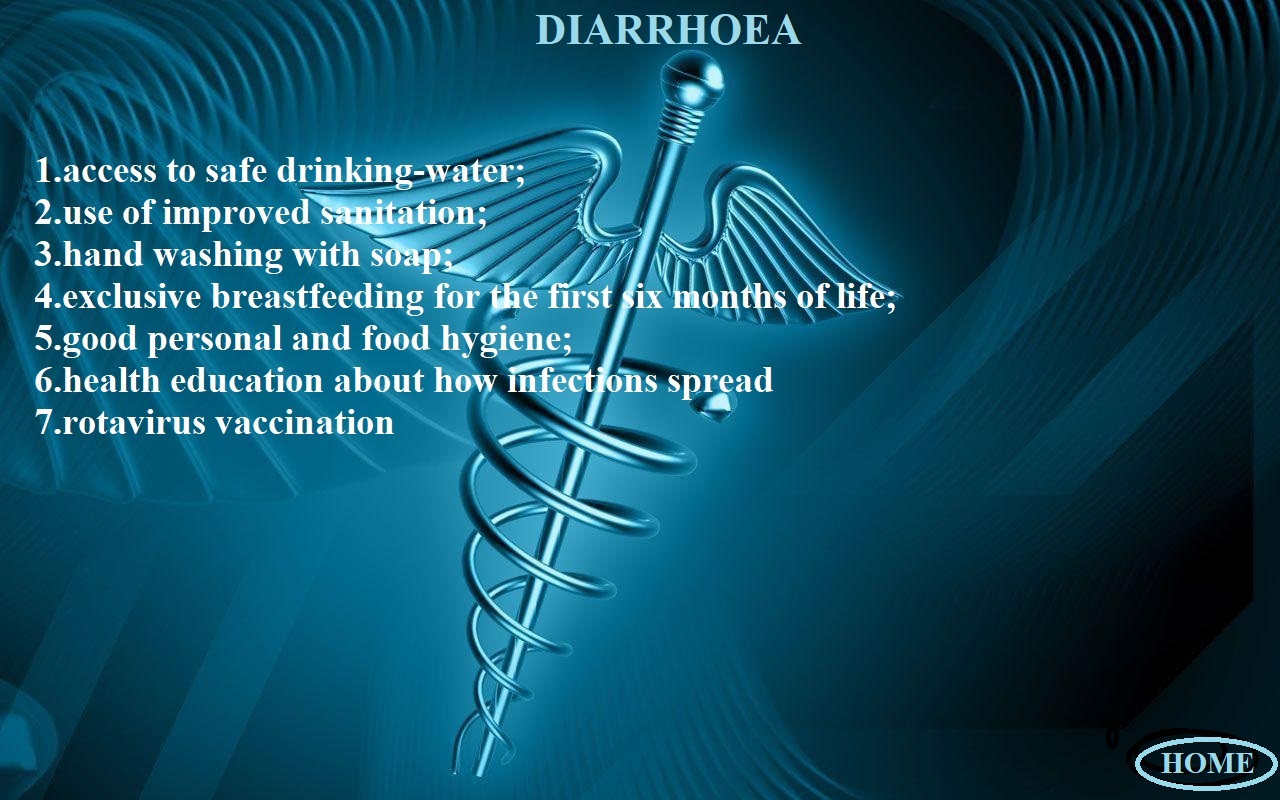 DIARRHOEA
1.access to safe drinking-water;
2.use of improved sanitation;
3.hand washing with soap;
4.exclusive breastfeeding for the first six months of life;
5.good personal and food hygiene;
6.health education about how infections spread
7.rotavirus vaccination
0
HOME